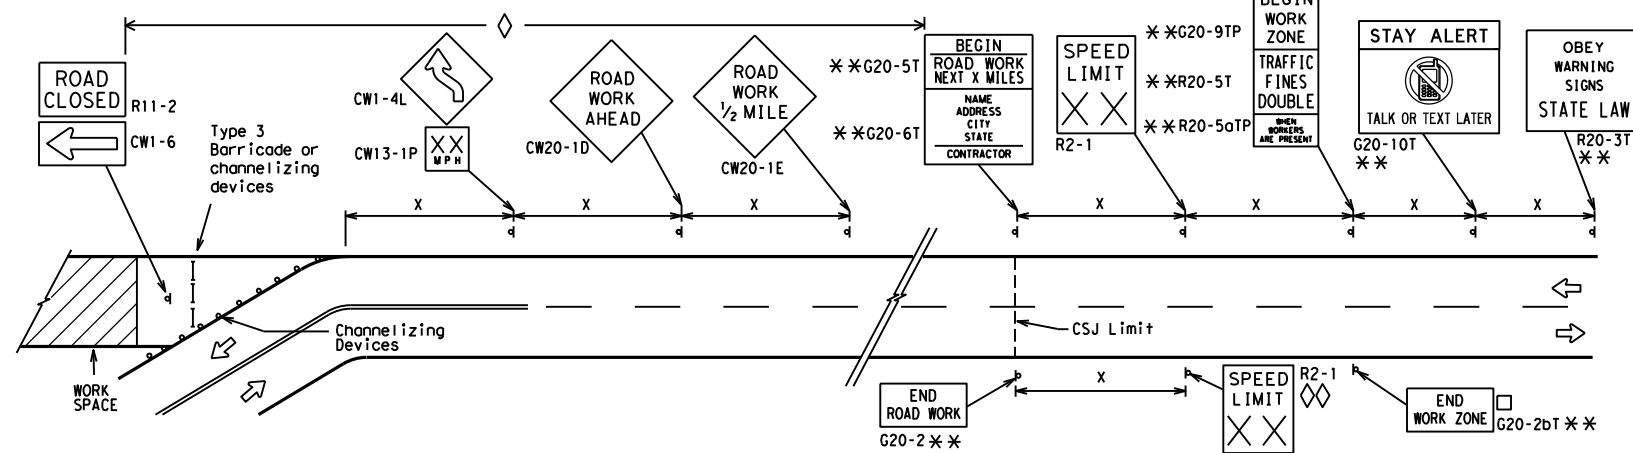 ROAD
CLOSED
R11-2
CW1-6
Type 3
Barricade or
channelizing
devices
CW1-4L
XX
MPH
CW13-1P
ROAD
WORK
AHEAD
CW20-1D
ROAD
WORK
1/2 MILE
CW20-1E
* *G20-5T
* *G20-6T
BEGIN
ROAD WORK
NEXT X MILES
NAME
ADDRESS
CITY
STATE
CONTRACTOR
SPEED
LIMIT
X X
R2-1
* *G20-9TP
* *R20-5T
* *R20-5aTP
BEGIN
WORK
ZONE
TRAFFIC
FINES
DOUBLE
WHEN
WORKERS
ARE PRESENT
STAY ALERT
TALK OR TEXT LATER
G20-10T
* *
OBEY
WARNING
SIGNS
STATE LAW
R20-3T
* *
X
X
X
X
X
X
X
Channelizing
Devices
WORK
SPACE
CSJ Limit
END
ROAD WORK
G20-2 * *
X
SPEED
LIMIT
X X
R2-1
END
WORK ZONE
G20-2bT * *